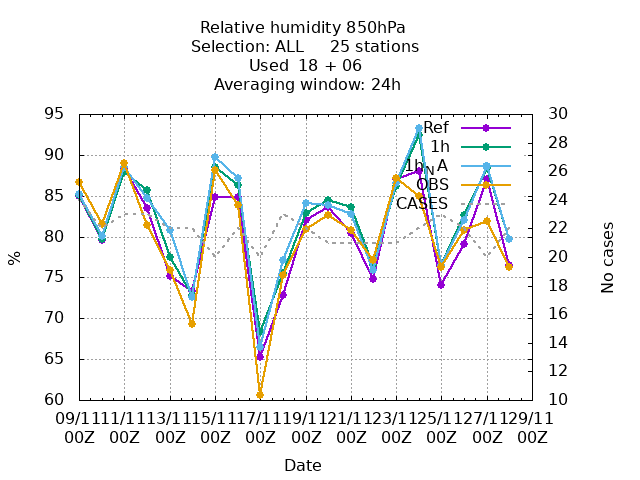 Relative humidity 850hPa
Selection: ALL 25 stations
Used 18 + 06
Averaging window: 24h
95
90
85
80
75
70
65
60
%
30
28
26
24
22
20
18
16
14
12
10
No cases
Ref
1h
1h_A_N
OBS
CASES
09/11
00Z
11/11
00Z
13/11
00Z
15/11
00Z
17/11
00Z
19/11
00Z
21/11
00Z
23/11
00Z
25/11
00Z
27/11
00Z
29/11
00Z
Date